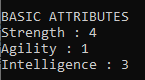 BASIC ATTRIBUTES
Strength : 4
Agility : 1
Intelligence : 3